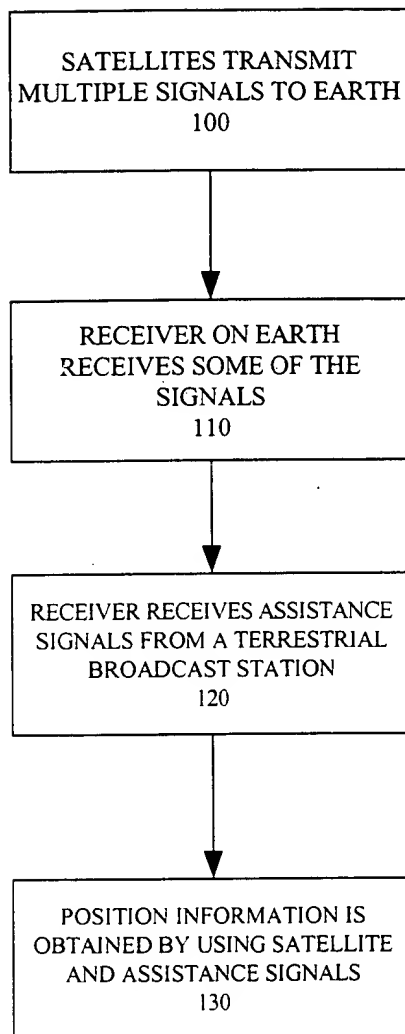 SATELLITES TRANSMIT
MULTIPLE SIGNALS TO EARTH
100
RECEIVER ON EARTH
RECEIVES SOME OF THE
SIGNALS
110
RECEIVER RECEIVES ASSISTANCE
SIGNALS FROM A TERRESTRIAL
BROADCAST STATION
120
POSITION INFORMATION IS
OBTAINED BY USING SATELLITE
AND ASSISTANCE SIGNALS
130